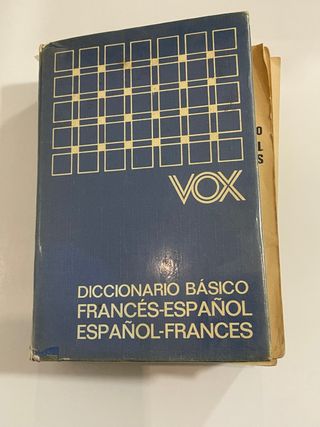 VOX
DICCIONARIO BÁSICO
FRANCÉS-ESPAÑOL
ESPAÑOL-FRANCES
O
L
S